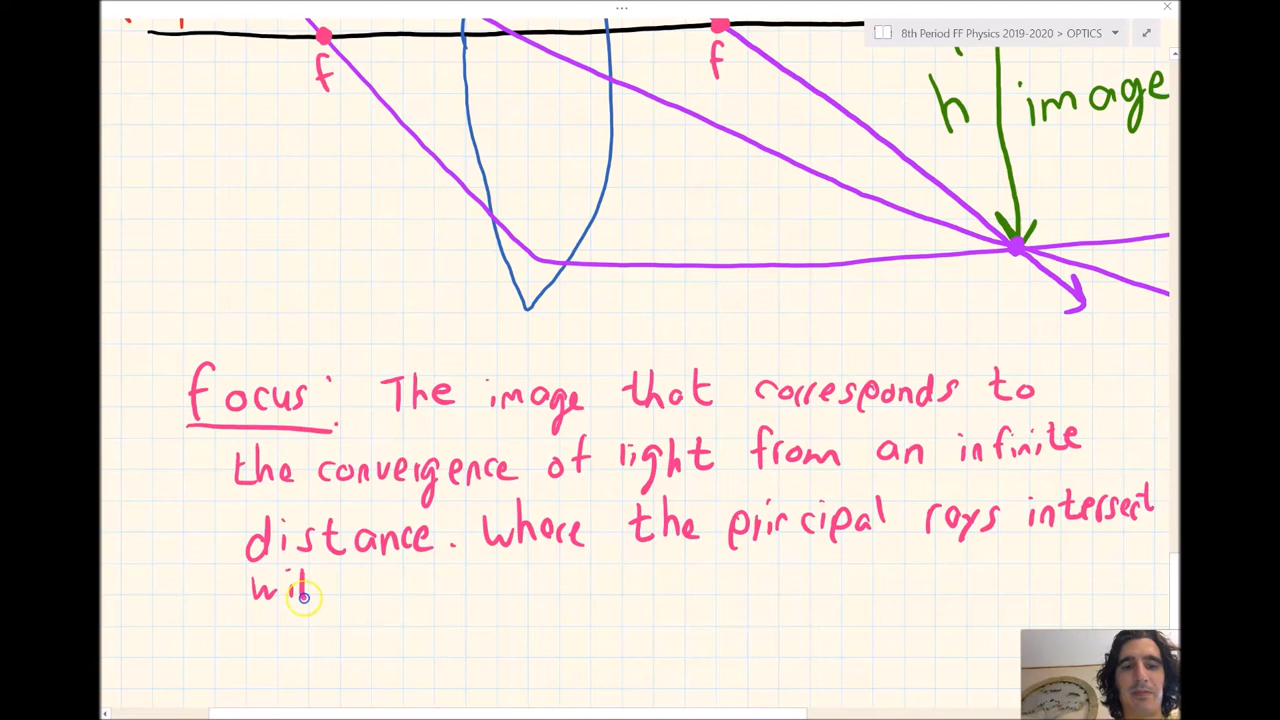 8th Period FF Physics 2019-2020 > OPTICS
f
f
h
image
focus: The image that corresponds to
the convergence of light from an infinite
distance. Where the principal rays intersect
wil